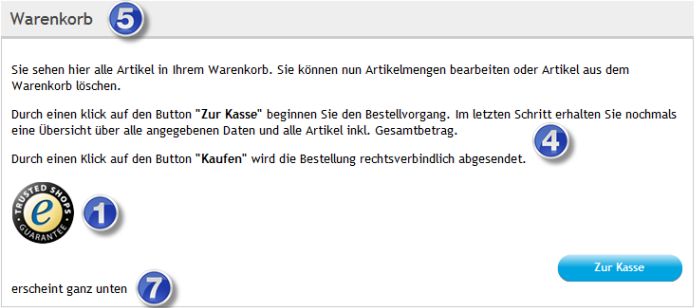 Warenkorb 5
Sie sehen hier alle Artikel in Ihrem Warenkorb. Sie können nun Artikelmengen bearbeiten oder Artikel aus dem
Warenkorb löschen.
Durch einen klick auf den Button "Zur Kasse" beginnen Sie den Bestellvorgang. Im letzten Schritt erhalten Sie nochmals
eine Übersicht über alle angegebenen Daten und alle Artikel inkl. Gesamtbetrag.
4
Durch einen Klick auf den Button "Kaufen" wird die Bestellung rechtsverbindlich abgesendet.
TRUSTED SHOPS
e
GUARANTEE
1
Zur Kasse
erscheint ganz unten 7